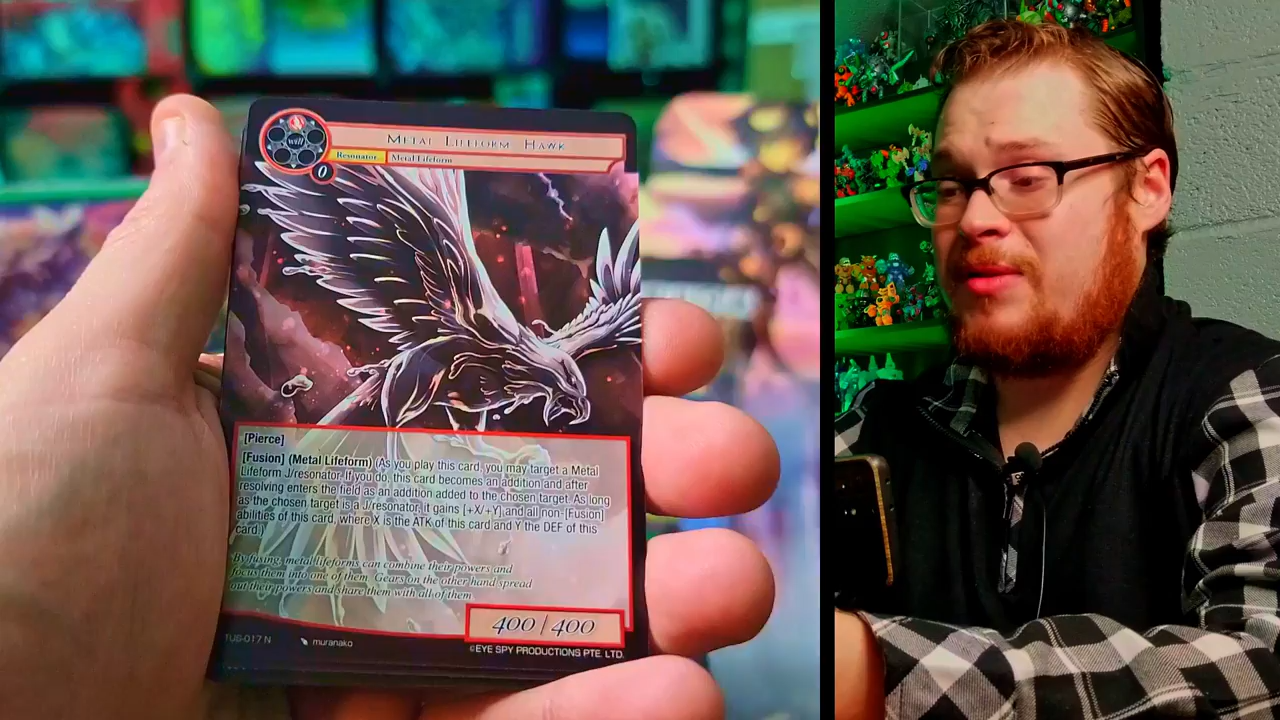 Metal Lifeform Hawk
will
Resonator
Metal Lifeform
0
[Pierce]
[Fusion] (Metal Lifeform) (As you play this card, you may target a Metal
Lifeform J/resonator. If you do, this card becomes an addition and after
resolving enters the field as an addition added to the chosen target. As long
as the chosen target is a J/resonator, it gains [+X/+Y] and all non-[Fusion]
abilities of this card, where X is the ATK of this card and Y the DEF of this
card.)
By fusing, metal lifeforms can combine their powers and
focus them into one of them. Gears on the other hand spread
out their powers and share them with all of them.
400/400
TUS-017 N
muranako
©EYE SPY PRODUCTIONS PTE. LTD.